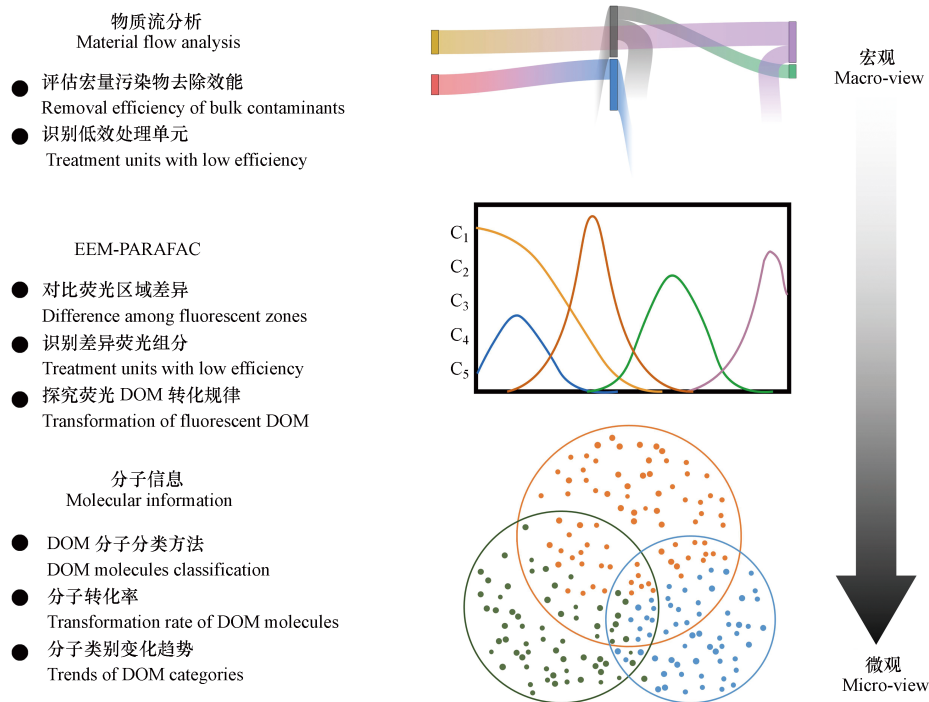 物质流分析
Material flow analysis
评估宏量污染物去除效能
Removal efficiency of bulk contaminants
识别低效处理单元
Treatment units with low efficiency
宏观
Macro-view
EEM-PARAFAC
对比荧光区域差异
Difference among fluorescent zones
识别差异荧光组分
Treatment units with low efficiency
探究荧光 DOM 转化规律
Transformation of fluorescent DOM
C1
C2
C3
C4
C5
分子信息
Molecular information
DOM 分子分类方法
DOM molecules classification
分子转化率
Transformation rate of DOM molecules
分子类别变化趋势
Trends of DOM categories
微观
Micro-view